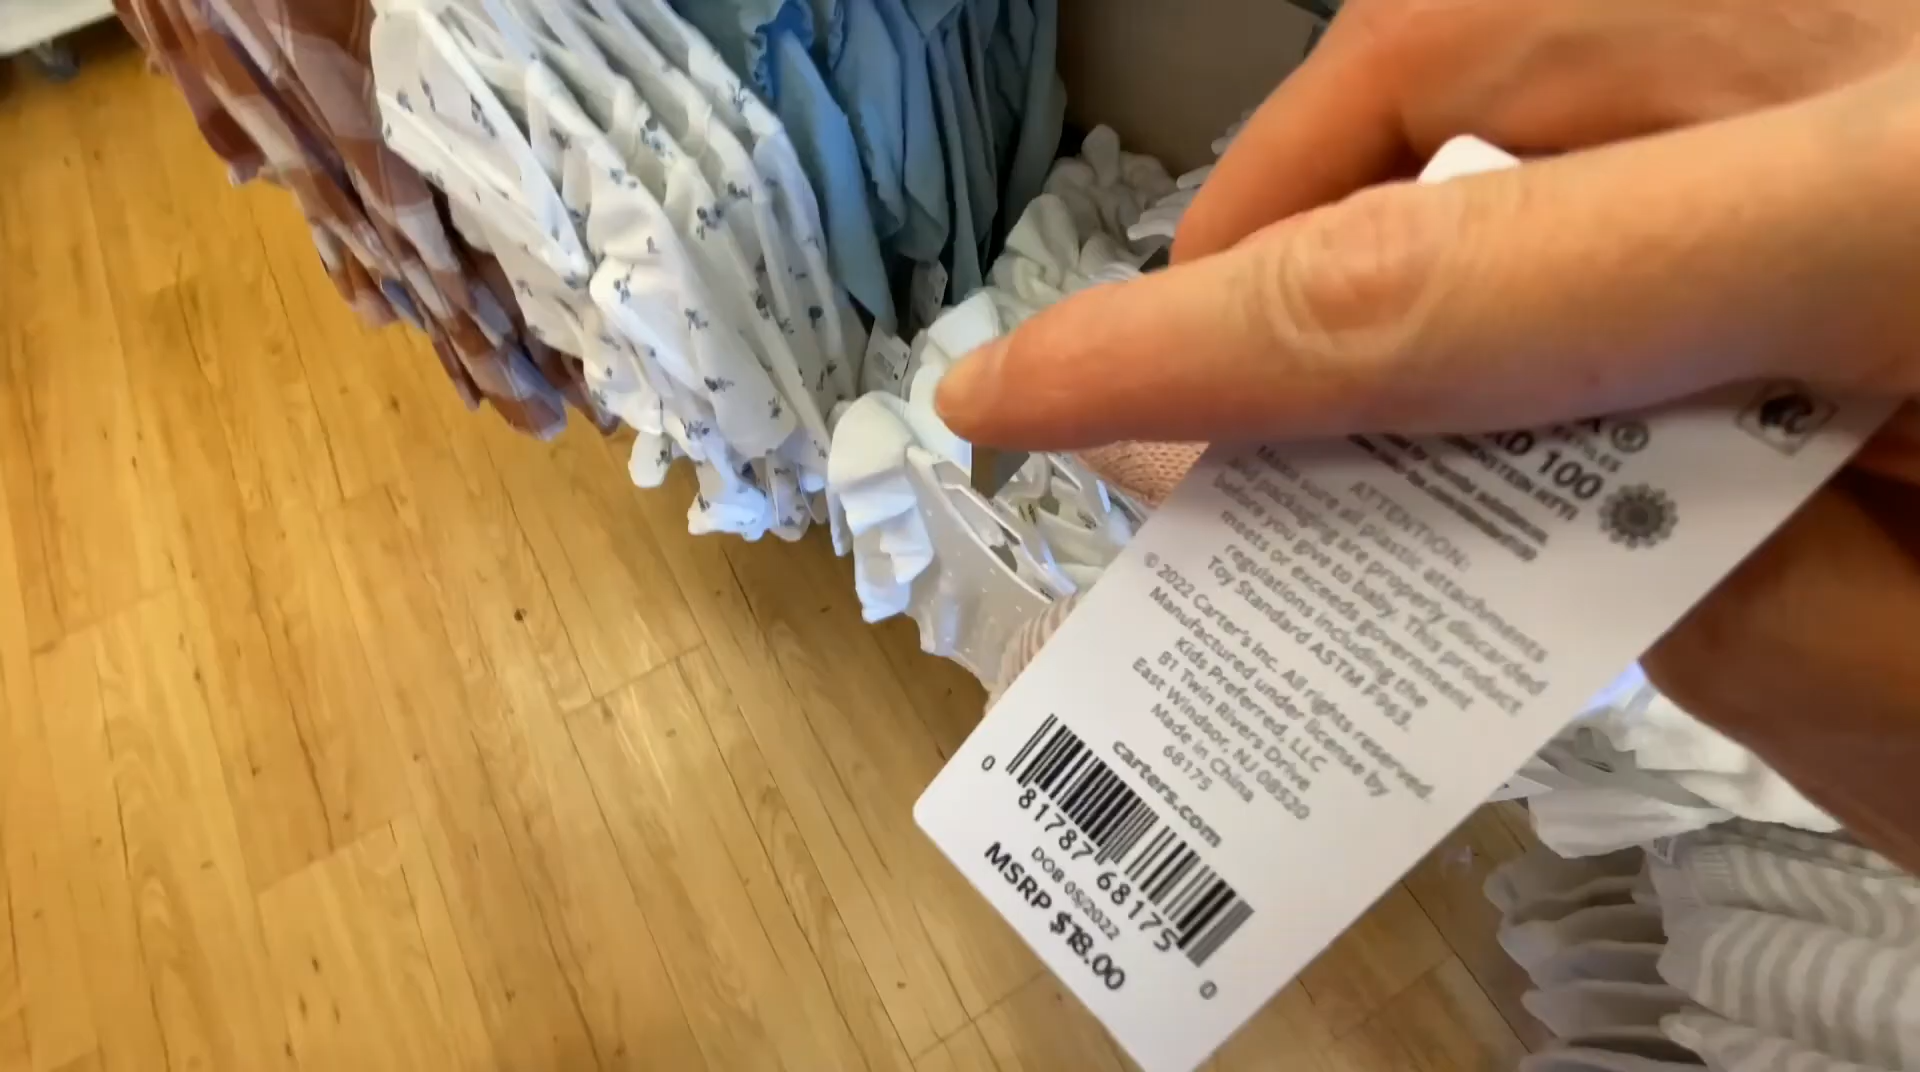 ®
100
ATTENTION:
Make sure all plastic attachments
and packaging are properly discarded
before you give to baby. This product
meets or exceeds government
regulations including the
Toy Standard ASTM F963.
© 2022 Carter's Inc. All rights reserved.
Manufactured under license by
Kids Preferred, LLC
81 Twin Rivers Drive
East Windsor, NJ 08520
Made in China
68175
carters.com
0 81787 68175 0
DOB 05/2022
MSRP $18.00